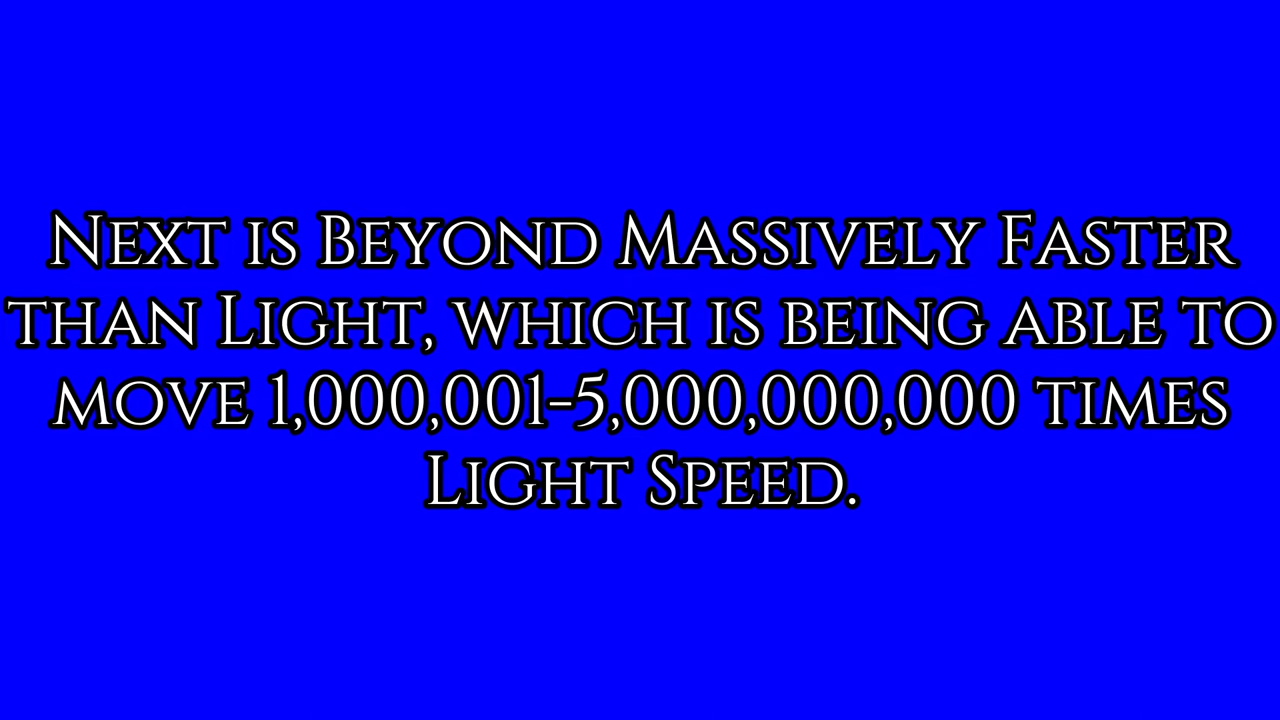 Next is Beyond Massively Faster
than Light, which is being able to
move 1,000,001-5,000,000,000 times
Light Speed.